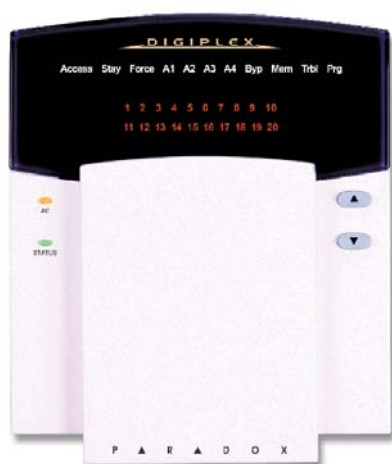 DIGIPLEX
Access Stay Force A1 A2 A3 A4 Byp Mem Trbl Prg
1 2 3 4 5 6 7 8 9 10
11 12 13 14 15 16 17 18 19 20
AC
STATUS
P▲R▲DOX